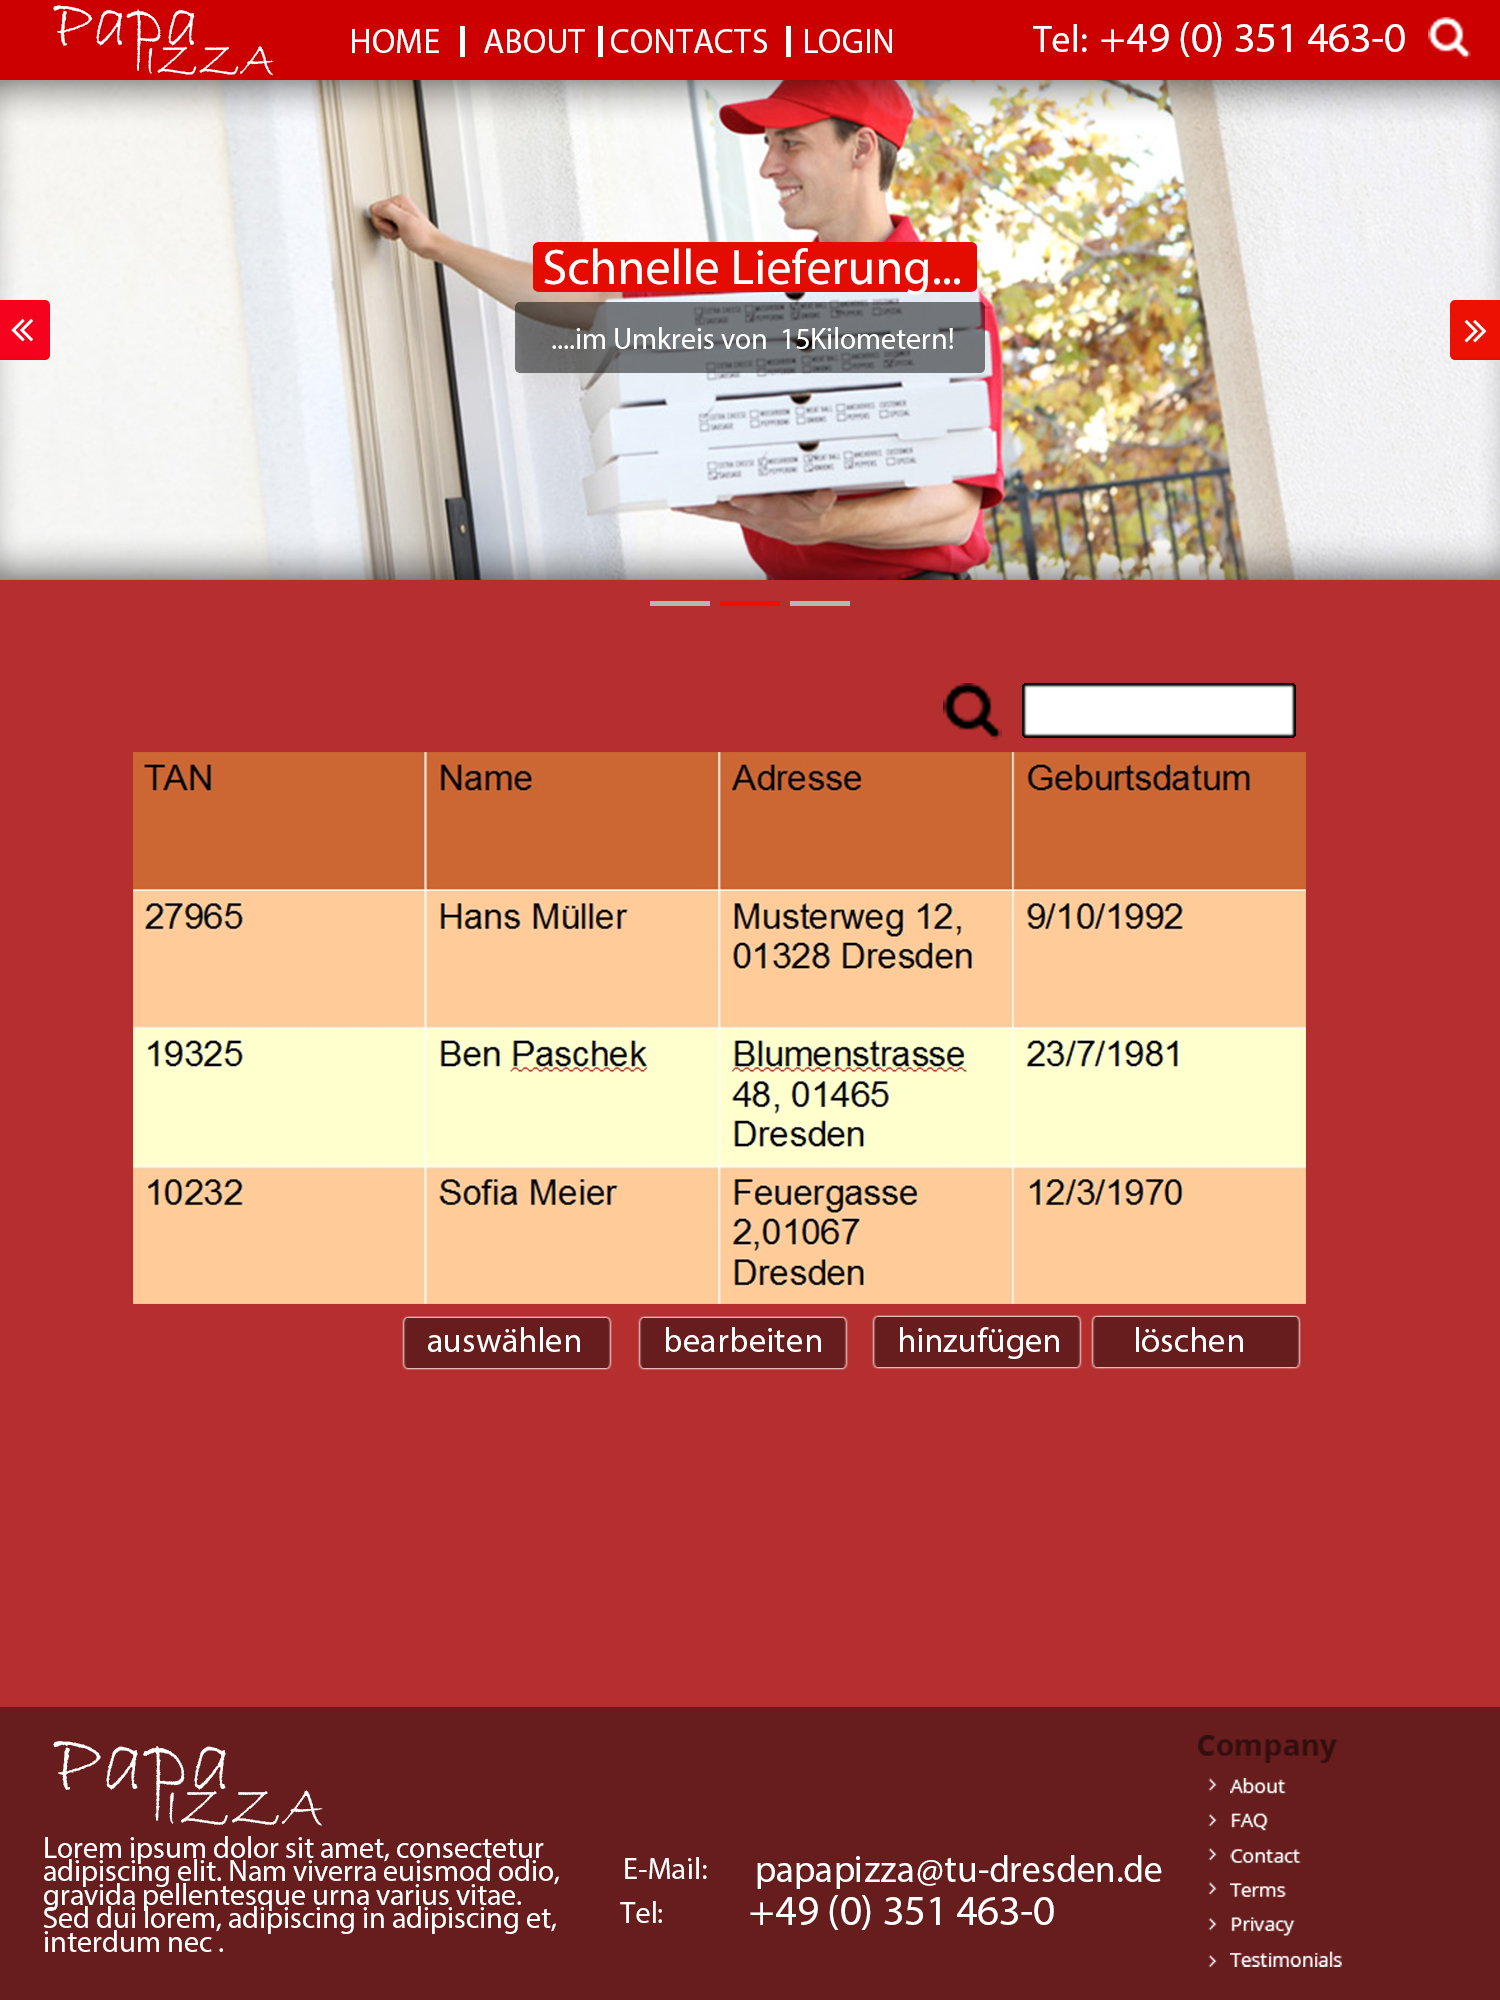 Papa
PIZZA
HOME | ABOUT | CONTACTS | LOGIN
Tel: +49 (0) 351 463-0
Schnelle Lieferung...
....im Umkreis von 15Kilometern!
TAN Name Adresse Geburtsdatum
27965 Hans Müller Musterweg 12, 9/10/1992
01328 Dresden
19325 Ben Paschek Blumenstrasse 23/7/1981
48, 01465
Dresden
10232 Sofia Meier Feuergasse 12/3/1970
2,01067
Dresden
auswählen bearbeiten hinzufügen löschen
Papa
PIZZA
Lorem ipsum dolor sit amet, consectetur
adipiscing elit. Nam viverra euismod odio,
gravida pellentesque urna varius vitae.
Sed dui lorem, adipiscing in adipiscing et,
interdum nec .
E-Mail: papapizza@tu-dresden.de
Tel: +49 (0) 351 463-0
Company
About
FAQ
Contact
Terms
Privacy
Testimonials